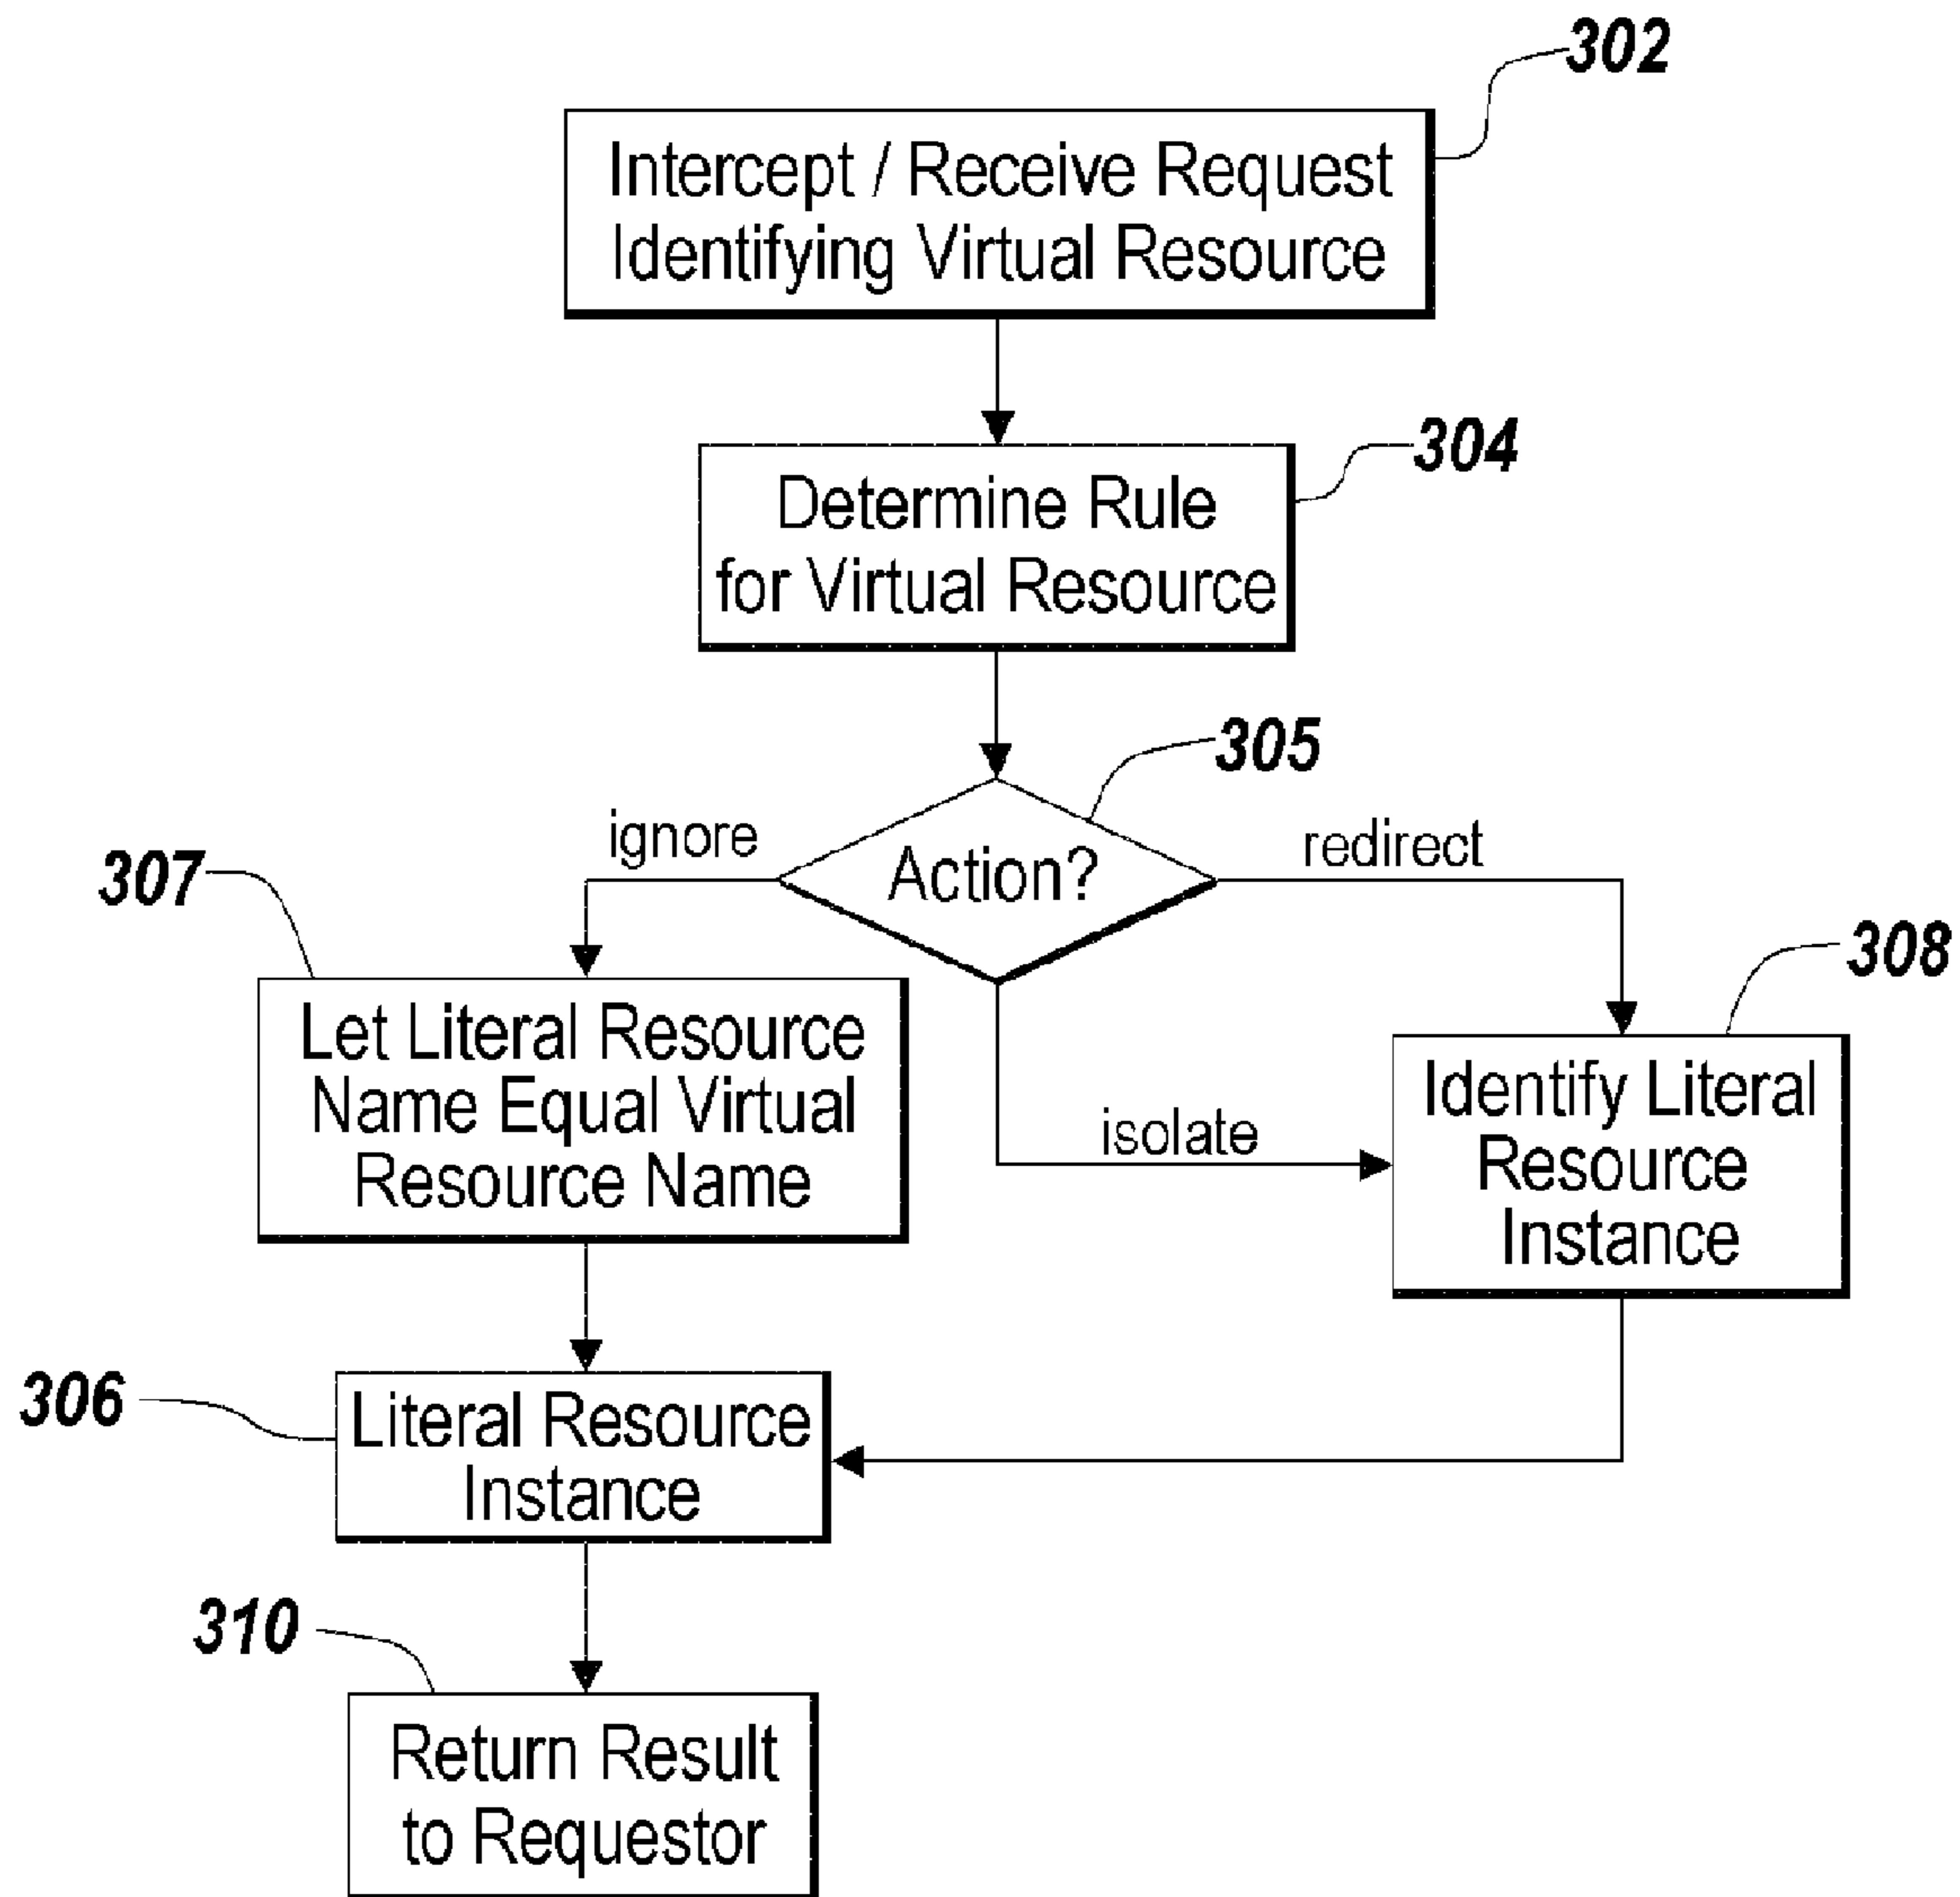 302
Intercept / Receive Request
Identifying Virtual Resource
304
Determine Rule
for Virtual Resource
305
ignore
Action?
redirect
307
308
Let Literal Resource
Name Equal Virtual
Resource Name
isolate
Identify Literal
Resource
Instance
306
Literal Resource
Instance
310
Return Result
to Requestor